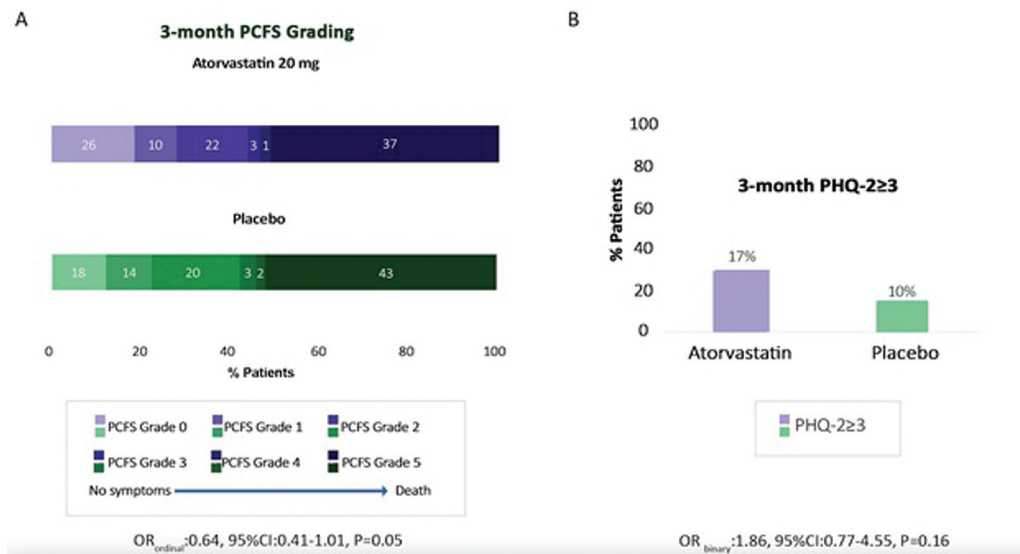 A
3-month PCFS Grading
Atorvastatin 20 mg
26 10 22 3 1 37
Placebo
18 14 20 3 2 43
0 20 40 60 80 100
% Patients
PCFS Grade 0 PCFS Grade 1 PCFS Grade 2
PCFS Grade 3 PCFS Grade 4 PCFS Grade 5
No symptoms Death
ORordinal:0.64, 95%CI:0.41-1.01, P=0.05
B
% Patients
100
80
60
40
20
0
3-month PHQ-2≥3
17%
10%
Atorvastatin Placebo
PHQ-2≥3
OR binary:1.86, 95%CI:0.77-4.55, P=0.16